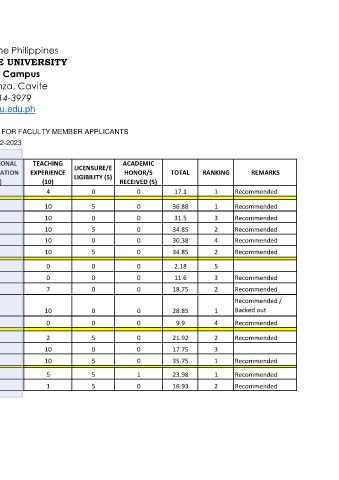 ne Philippines
E UNIVERSITY
Campus
nza, Cavite
14-3979
u.edu.ph
FOR FACULTY MEMBER APPLICANTS
2-2023
ONAL TEACHING LICENSURE/E ACADEMIC
ATION EXPERIENCE LIGIBILITY (5) HONOR/S TOTAL RANKING REMARKS
) (10) RECEIVED (5)
4 0 0 17.1 1 Recommended
10 5 0 36.88 1 Recommended
10 0 0 31.5 3 Recommended
10 5 0 34.85 2 Recommended
10 0 0 30.38 4 Recommended
10 5 0 34.85 2 Recommended
0 0 0 2.18 5
0 0 0 11.6 3 Recommended
7 0 0 18.75 2 Recommended
Recommended /
10 0 0 28.85 1 Backed out
0 0 0 9.9 4 Recommended
2 5 0 21.92 2 Recommended
10 0 0 17.75 3
10 5 0 35.75 1 Recommended
5 5 1 23.98 1 Recommended
1 5 0 16.93 2 Recommended